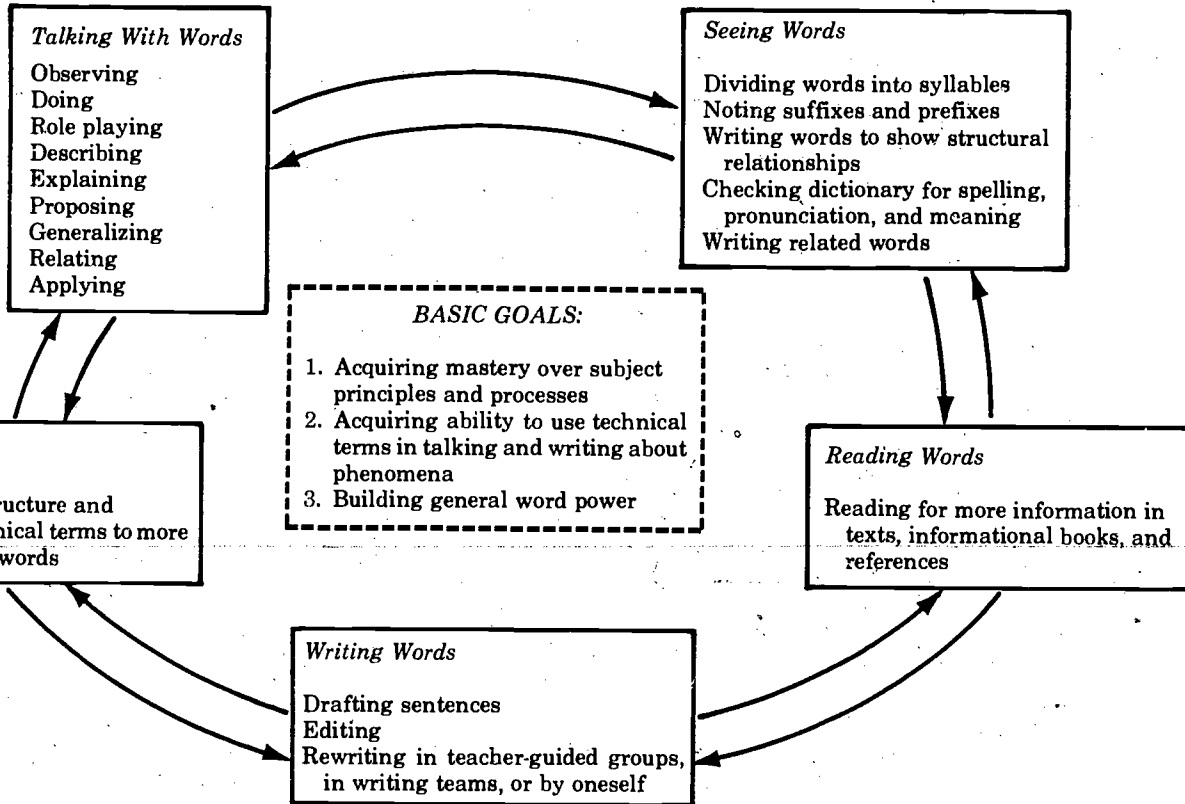 Talking With Words
Observing
Doing
Role playing
Describing
Explaining
Proposing
Generalizing
Relating
Applying
Seeing Words
Dividing words into syllables
Noting suffixes and prefixes
Writing words to show structural
relationships
Checking dictionary for spelling,
pronunciation, and meaning
Writing related words
BASIC GOALS:
1. Acquiring mastery over subject
principles and processes
2. Acquiring ability to use technical
terms in talking and writing about
phenomena
3. Building general word power
Reading Words
Reading for more information in
texts, informational books, and
references
and
terms to more
words
Writing Words
Drafting sentences
Editing
Rewriting in teacher-guided groups,
in writing teams, or by oneself